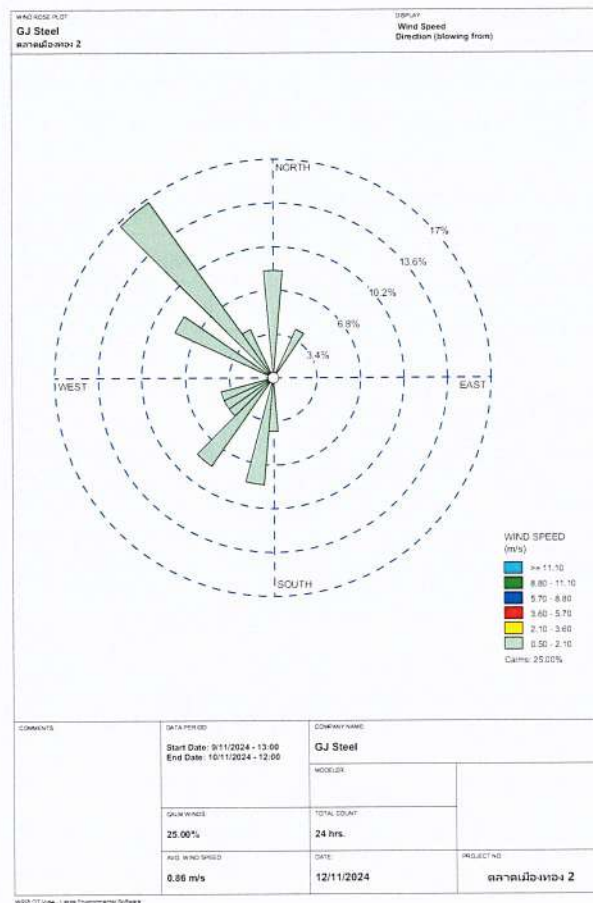 WIND ROSE PLOT
GJ Steel
ตลาดเมืองทอง 2
DISPLAY
Wind Speed
Direction (blowing from)
NORTH
17%
13.6%
10.2%
6.8%
3.4%
WEST
EAST
SOUTH
WIND SPEED
(m/s)
>= 11.10
8.80 - 11.10
5.70 - 8.80
3.60 - 5.70
2.10 - 3.60
0.50 - 2.10
Calms: 25.00%
COMMENTS
DATA PERIOD
Start Date: 9/11/2024 - 13:00
End Date: 10/11/2024 - 12:00
COMPANY NAME
GJ Steel
MODELER
CALM WINDS
25.00%
TOTAL COUNT
24 hrs.
AVG. WIND SPEED
0.86 m/s
DATE
12/11/2024
PROJECT NO.
ตลาดเมืองทอง 2
WRPLOT View - Lakes Environmental Software